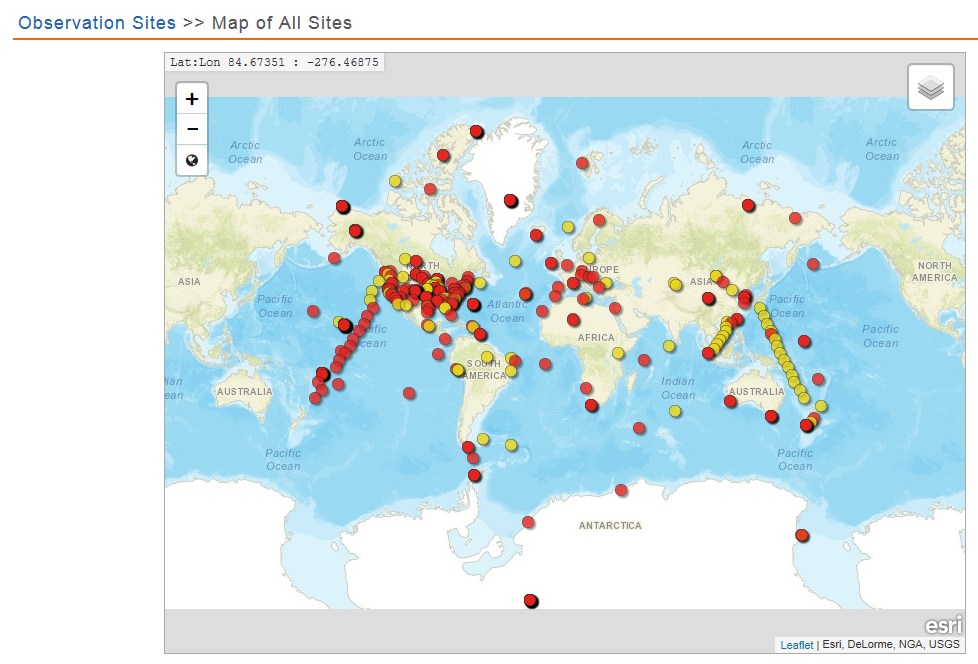 Observation Sites >> Map of All Sites
Lat:Lon 84.67351 : -276.46875
+
−
Arctic
Ocean
Arctic
Ocean
Arctic
Ocean
Arctic
Ocean
ASIA
NORTH
EUROPE
ASIA
NORTH
AMERICA
Pacific
Ocean
Atlantic
Ocean
Pacific
Ocean
Pacific
Ocean
AFRICA
Pacific
Ocean
SOUTH
AMERICA
Indian
Ocean
AUSTRALIA
Indian
Ocean
AUSTRALIA
Pacific
Ocean
Pacific
Ocean
ANTARCTICA
esri
Leaflet | Esri, DeLorme, NGA, USGS